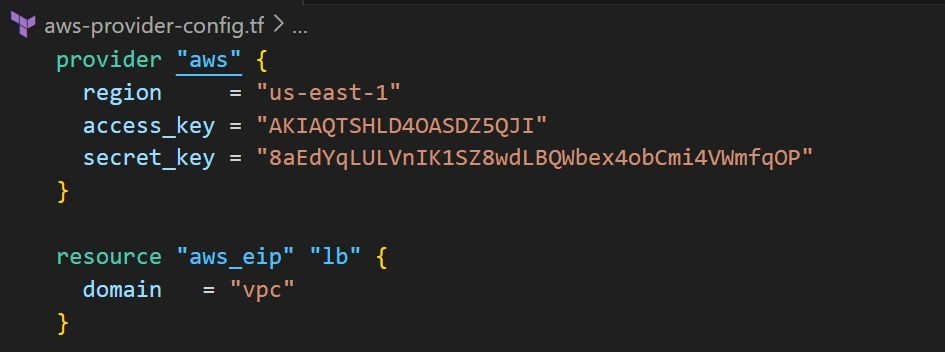 aws-provider-config.tf > ...
provider "aws" {
region = "us-east-1"
access_key = "AKIAQTSHLD4OASDZ5QJI"
secret_key = "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"
}
resource "aws_eip" "lb" {
domain = "vpc"
}